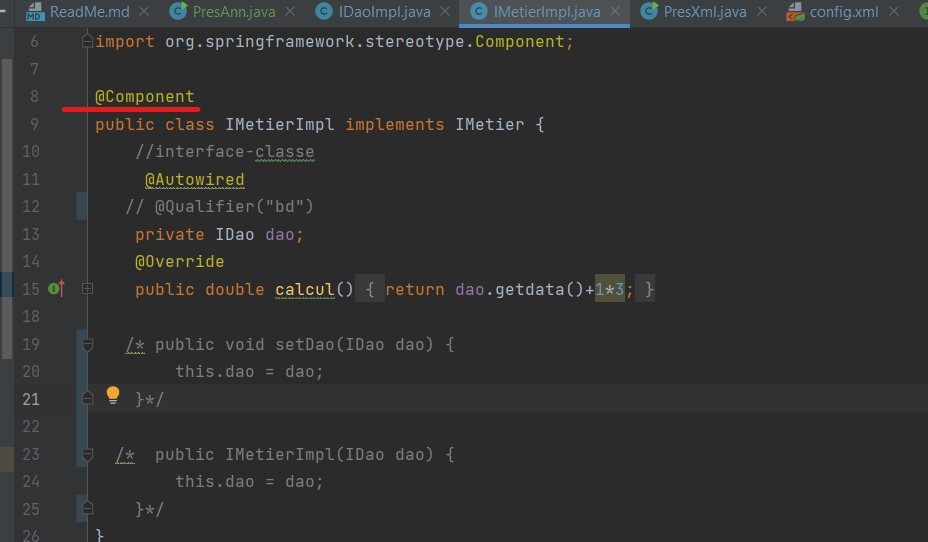 ReadMe.md PresAnn.java IDaoImpl.java IMetierImpl.java PresXml.java config.xml
6 import org.springframework.stereotype.Component;
7
8 @Component
9 public class IMetierImpl implements IMetier {
10 //interface-classe
11 @Autowired
12 // @Qualifier("bd")
13 private IDao dao;
14 @Override
15 public double calcul() { return dao.getdata()+1*3; }
18
19 /* public void setDao(IDao dao) {
20 this.dao = dao;
21 }*/
22
23 /* public IMetierImpl(IDao dao) {
24 this.dao = dao;
25 }*/
26 }